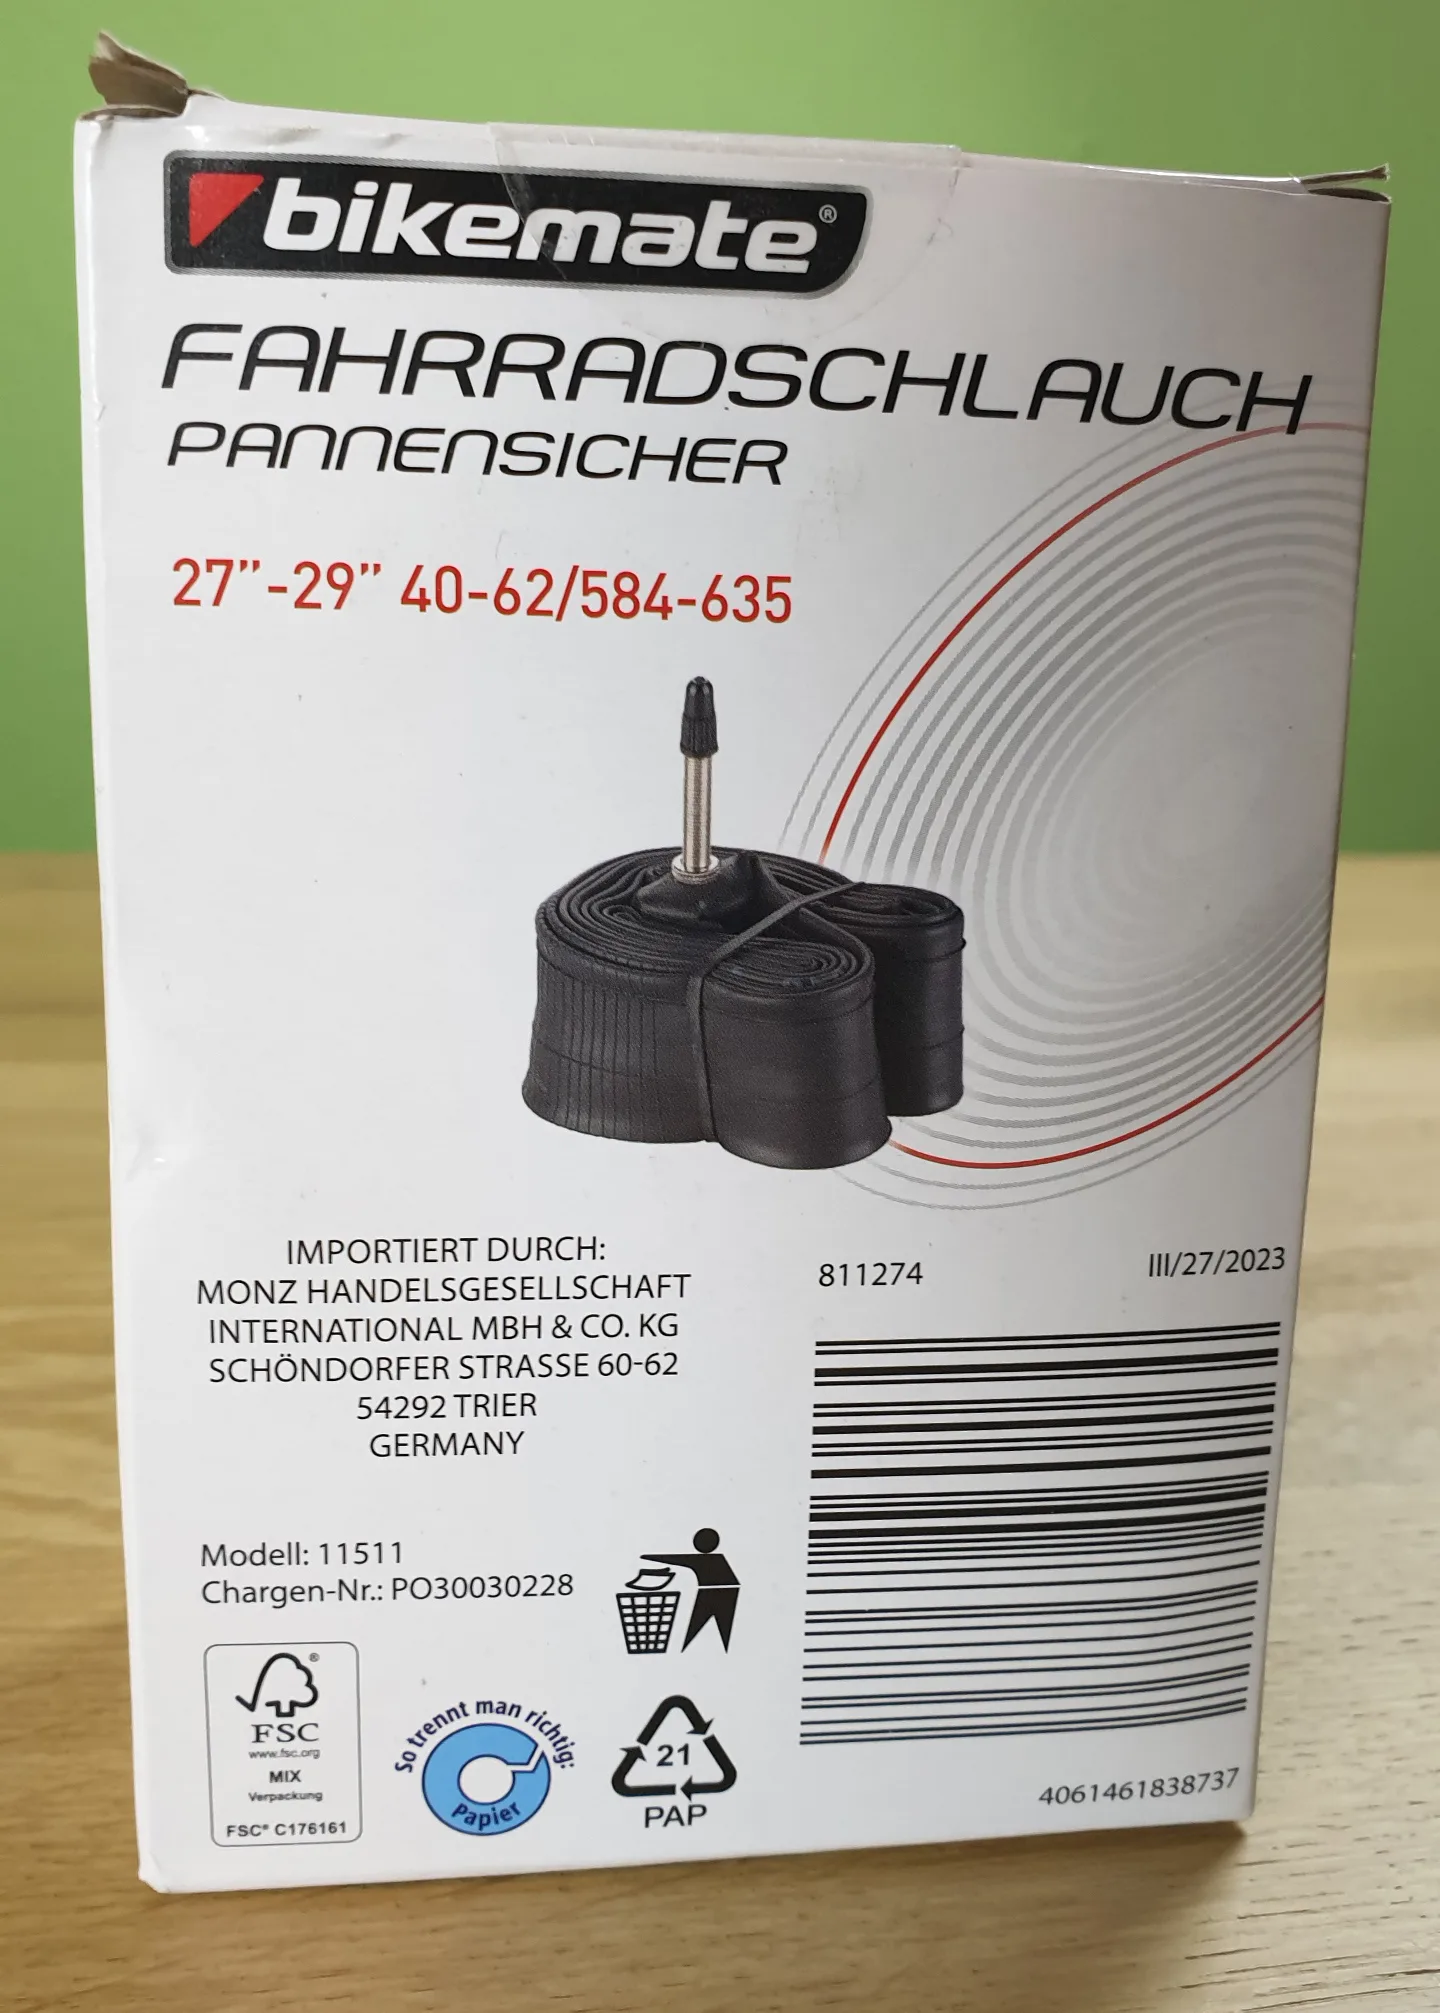 bikemate®
FAHRRADSCHLAUCH
PANNENSICHER
27"-29" 40-62/584-635
IMPORTIERT DURCH:
MONZ HANDELSGESELLSCHAFT
INTERNATIONAL MBH & CO. KG
SCHÖNDORFER STRASSE 60-62
54292 TRIER
GERMANY
811274
III/27/2023
Modell: 11511
Chargen-Nr.: PO30030228
FSC®
www.fsc.org
MIX
Verpackung
FSC® C176161
So trennt man richtig:
Papier
21
PAP
4061461838737